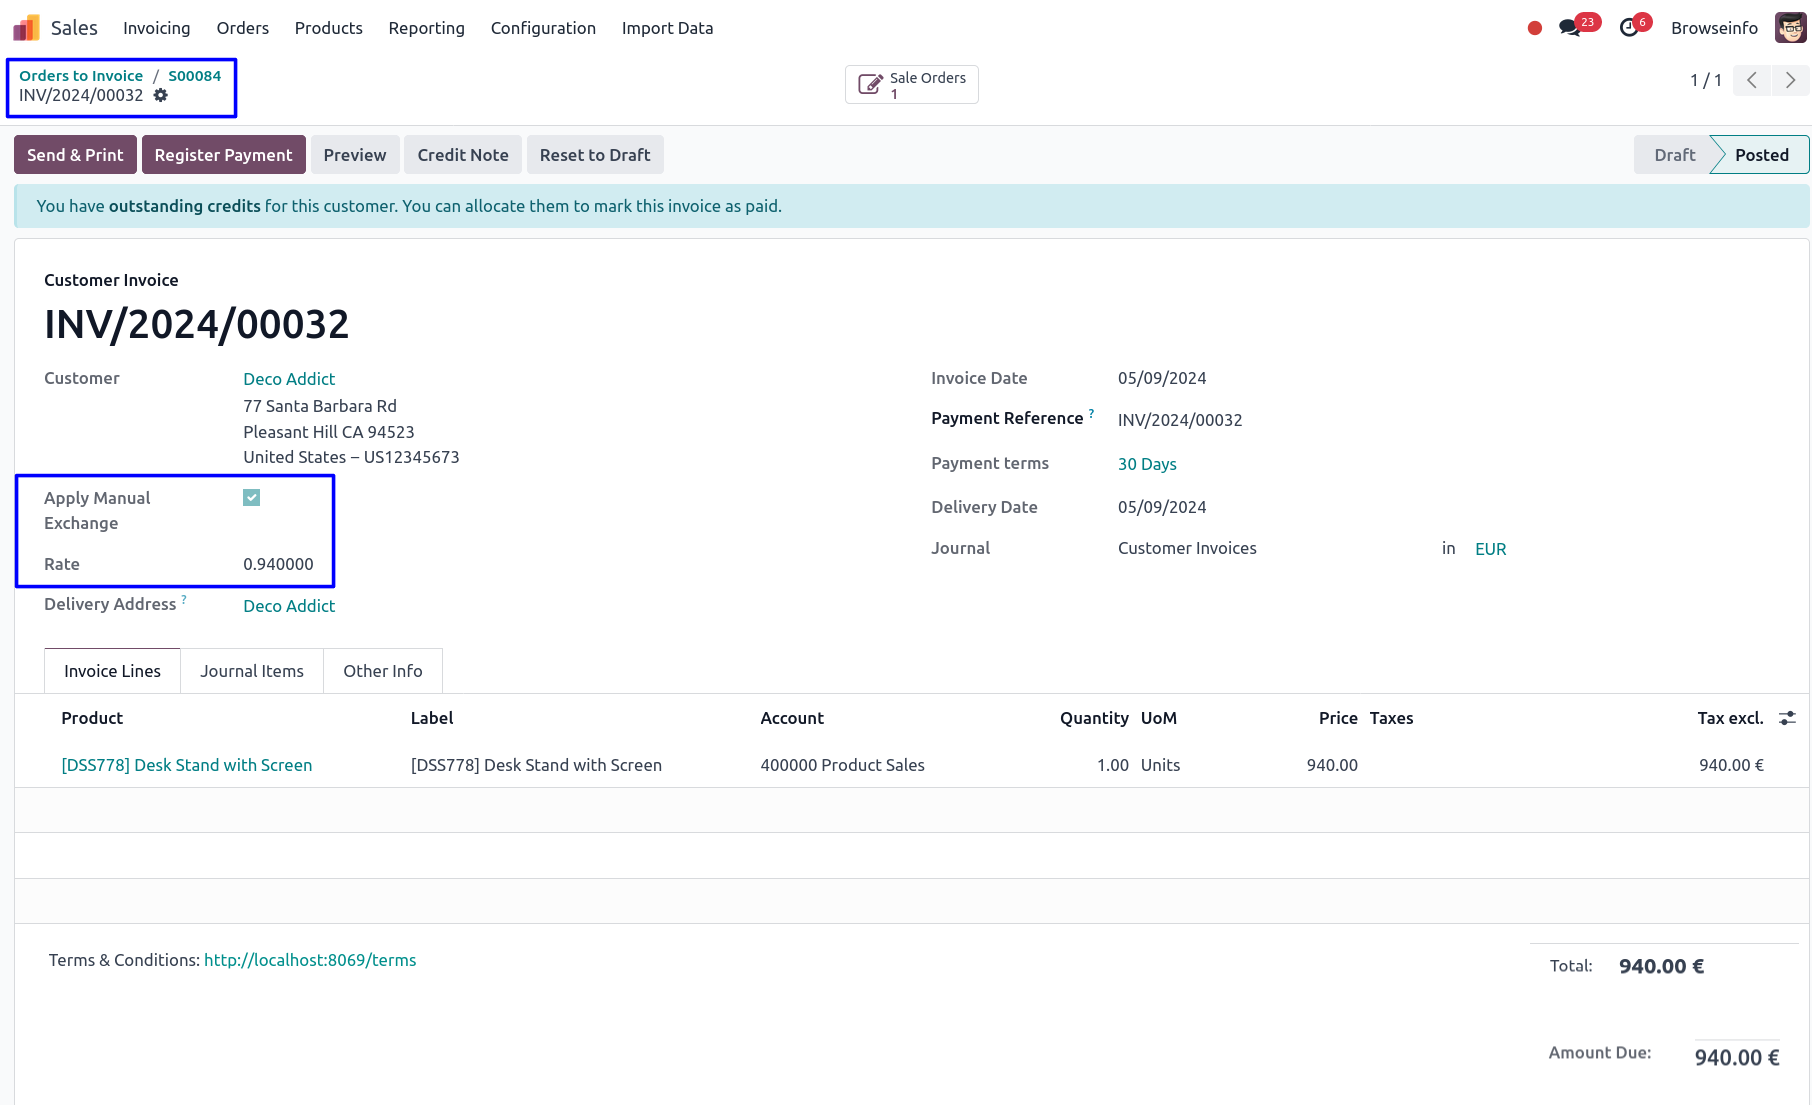 Sales Invoicing Orders Products Reporting Configuration Import Data 23 6 Browseinfo
Orders to Invoice / S00084
INV/2024/00032
Sale Orders
1
1 / 1
Send & Print Register Payment Preview Credit Note Reset to Draft Draft Posted
You have outstanding credits for this customer. You can allocate them to mark this invoice as paid.
Customer Invoice
INV/2024/00032
Customer Deco Addict
77 Santa Barbara Rd
Pleasant Hill CA 94523
United States – US12345673
Apply Manual
Exchange
Rate 0.940000
Delivery Address ? Deco Addict
Invoice Date 05/09/2024
Payment Reference ? INV/2024/00032
Payment terms 30 Days
Delivery Date 05/09/2024
Journal Customer Invoices in EUR
Invoice Lines Journal Items Other Info
Product Label Account Quantity UoM Price Taxes Tax excl.
[DSS778] Desk Stand with Screen [DSS778] Desk Stand with Screen 400000 Product Sales 1.00 Units 940.00 940.00 €
Terms & Conditions: http://localhost:8069/terms
Total: 940.00 €
Amount Due: 940.00 €